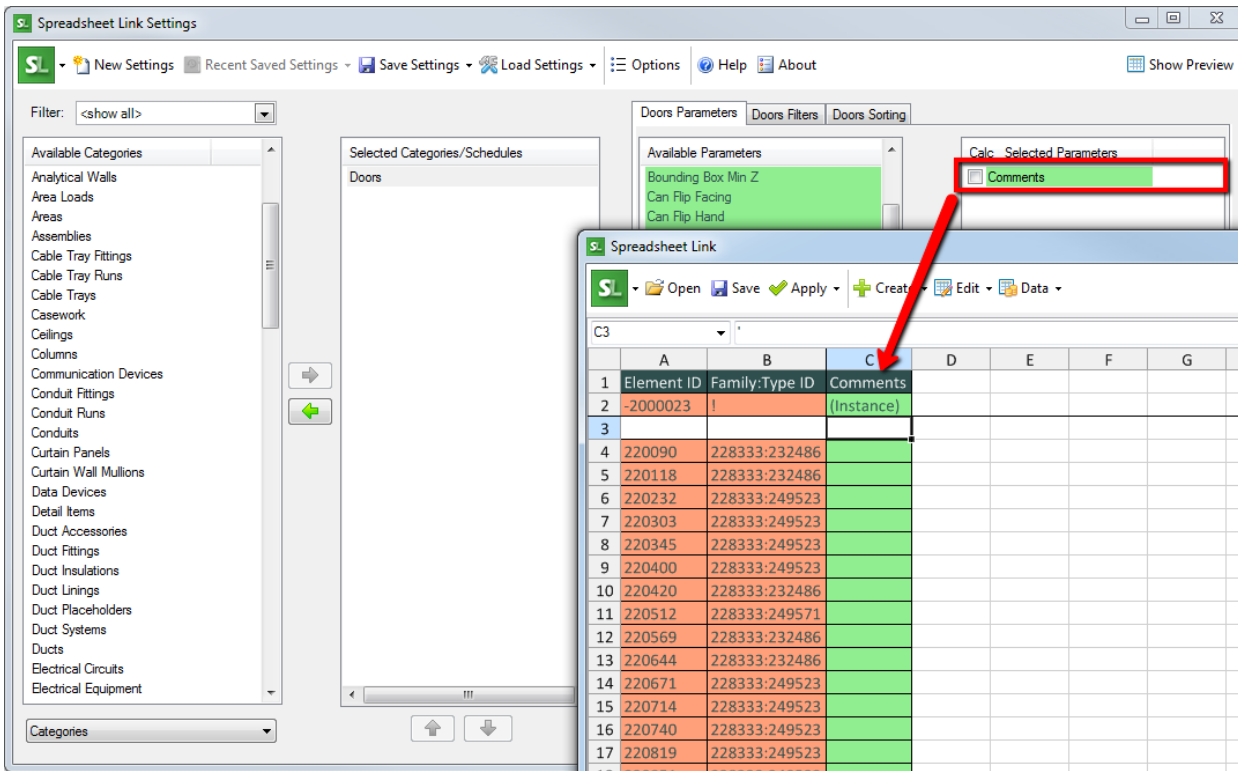 SL Spreadsheet Link Settings
SL New Settings Recent Saved Settings Save Settings Load Settings Options Help About Show Preview
Filter: <show all>
Doors Parameters Doors Filters Doors Sorting
Available Categories
Analytical Walls
Area Loads
Areas
Assemblies
Cable Tray Fittings
Cable Tray Runs
Cable Trays
Casework
Ceilings
Columns
Communication Devices
Conduit Fittings
Conduit Runs
Conduits
Curtain Panels
Curtain Wall Mullions
Data Devices
Detail Items
Duct Accessories
Duct Fittings
Duct Insulations
Duct Linings
Duct Placeholders
Duct Systems
Ducts
Electrical Circuits
Electrical Equipment
Categories
Selected Categories/Schedules
Doors
Available Parameters
Bounding Box Min Z
Can Flip Facing
Can Flip Hand
Calc Selected Parameters
Comments
SL Spreadsheet Link
SL Open Save Apply Create Edit Data
C3 '
A B C D E F G
1 Element ID Family:Type ID Comments
2 -2000023 ! (Instance)
3
4 220090 228333:232486
5 220118 228333:232486
6 220232 228333:249523
7 220303 228333:249523
8 220345 228333:249523
9 220400 228333:249523
10 220420 228333:232486
11 220512 228333:249571
12 220569 228333:232486
13 220644 228333:232486
14 220671 228333:249523
15 220714 228333:249523
16 220740 228333:249523
17 220819 228333:249523